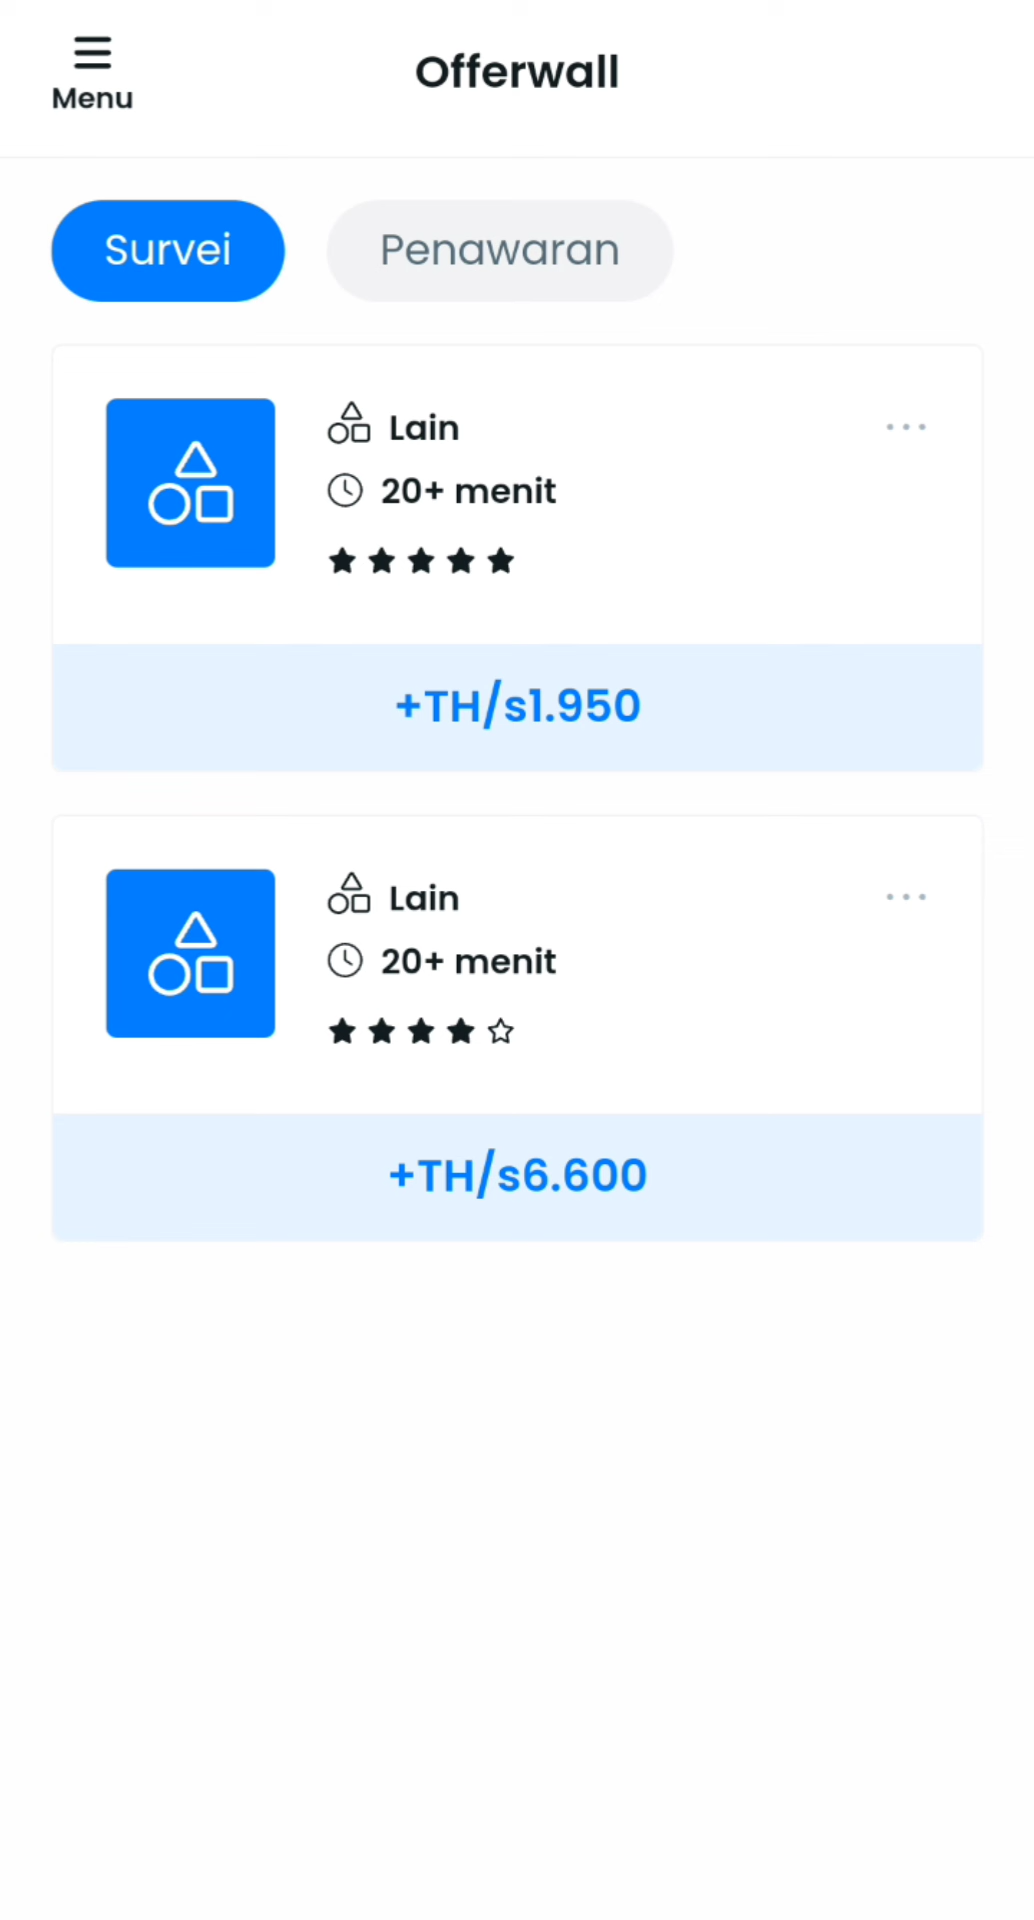 Menu
Offerwall
Survei
Penawaran
Lain
20+ menit
+TH/s1.950
Lain
20+ menit
+TH/s6.600